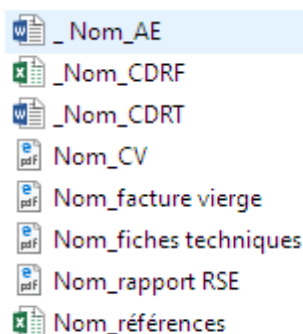 _ Nom_AE
_Nom_CDRF
_Nom_CDRT
Nom_CV
Nom_facture vierge
Nom_fiches techniques
Nom_rapport RSE
Nom_références